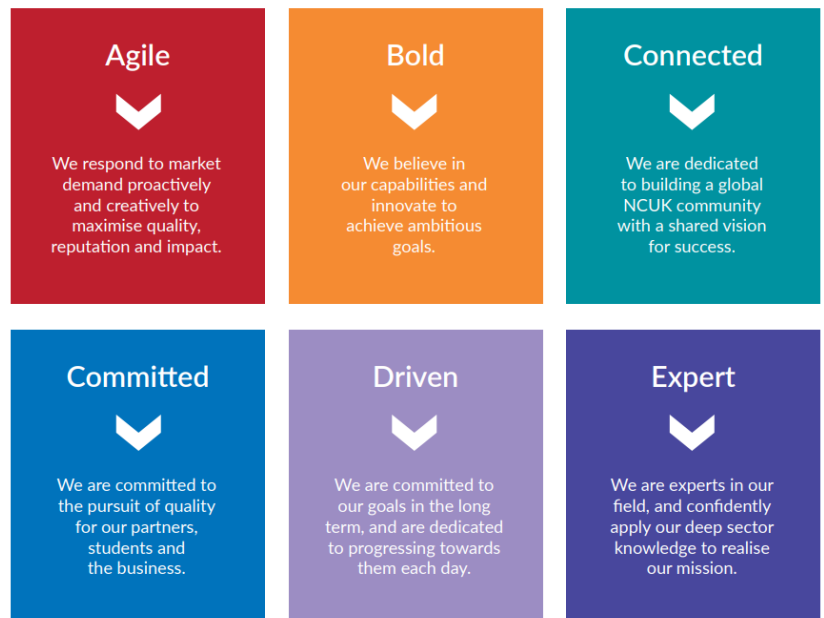 Agile
We respond to market
demand proactively
and creatively to
maximise quality,
reputation and impact.
Bold
We believe in
our capabilities and
innovate to
achieve ambitious
goals.
Connected
We are dedicated
to building a global
NCUK community
with a shared vision
for success.
Committed
We are committed to
the pursuit of quality
for our partners,
students and
the business.
Driven
We are committed to
our goals in the long
term, and are dedicated
to progressing towards
them each day.
Expert
We are experts in our
field, and confidently
apply our deep sector
knowledge to realise
our mission.